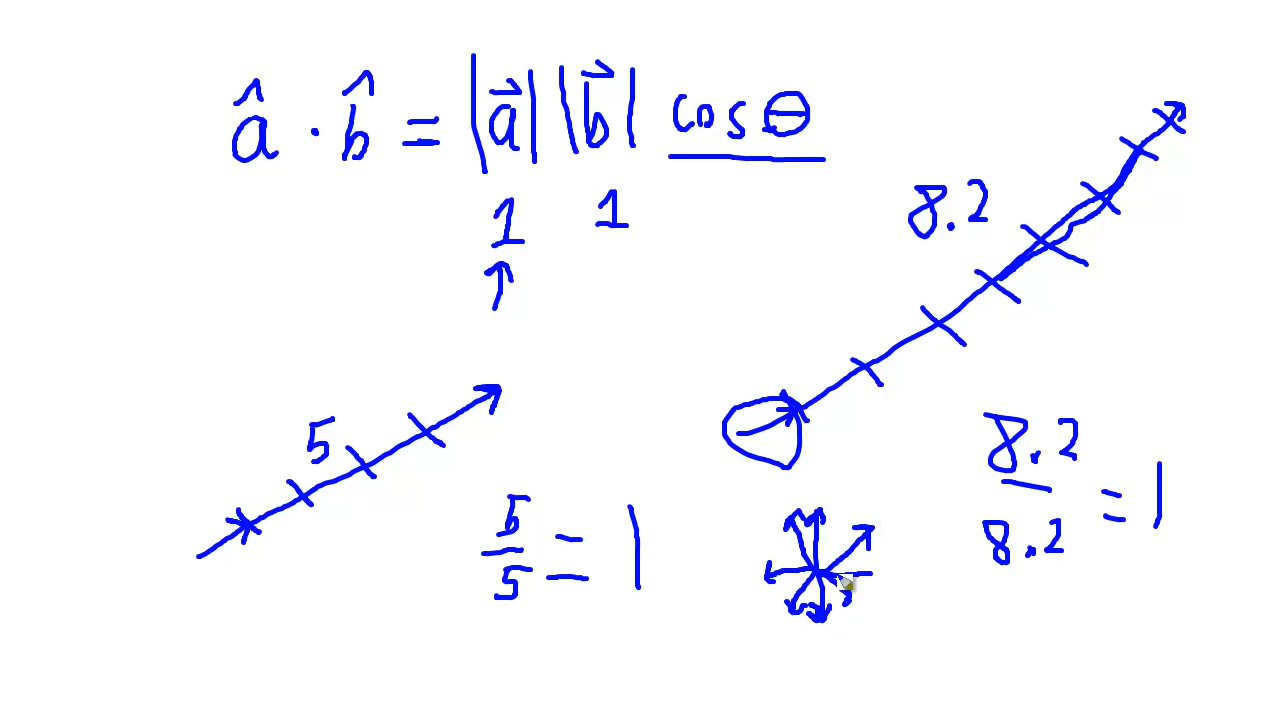 â · b̂ = |a⃗| |b⃗| cos θ
1 1
8.2
5
5/5 = 1
8.2/8.2 = 1